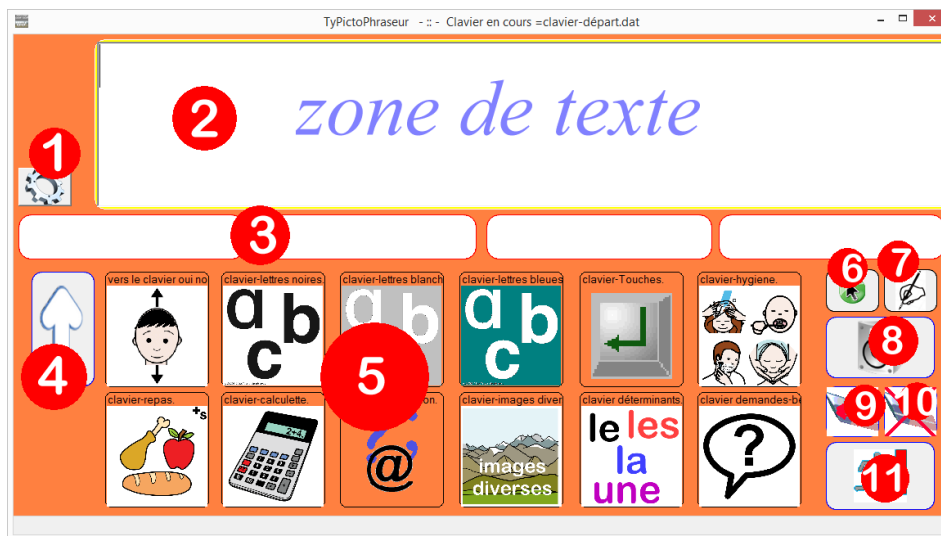 TyPictoPhraseur - :: - Clavier en cours =clavier-départ.dat
1
2
zone de texte
3
4
5
6
7
8
9
10
11
vers le clavier oui no
clavier-lettres noires.
clavier-lettres blanch
clavier-lettres bleues
clavier-Touches.
clavier-hygiene.
a b c
a b c
a b c
clavier-repas.
clavier-calculette.
on.
clavier-images diver
clavier déterminants.
clavier demandes-be
+s
2+4
@
images
diverses
le les
la
une
?